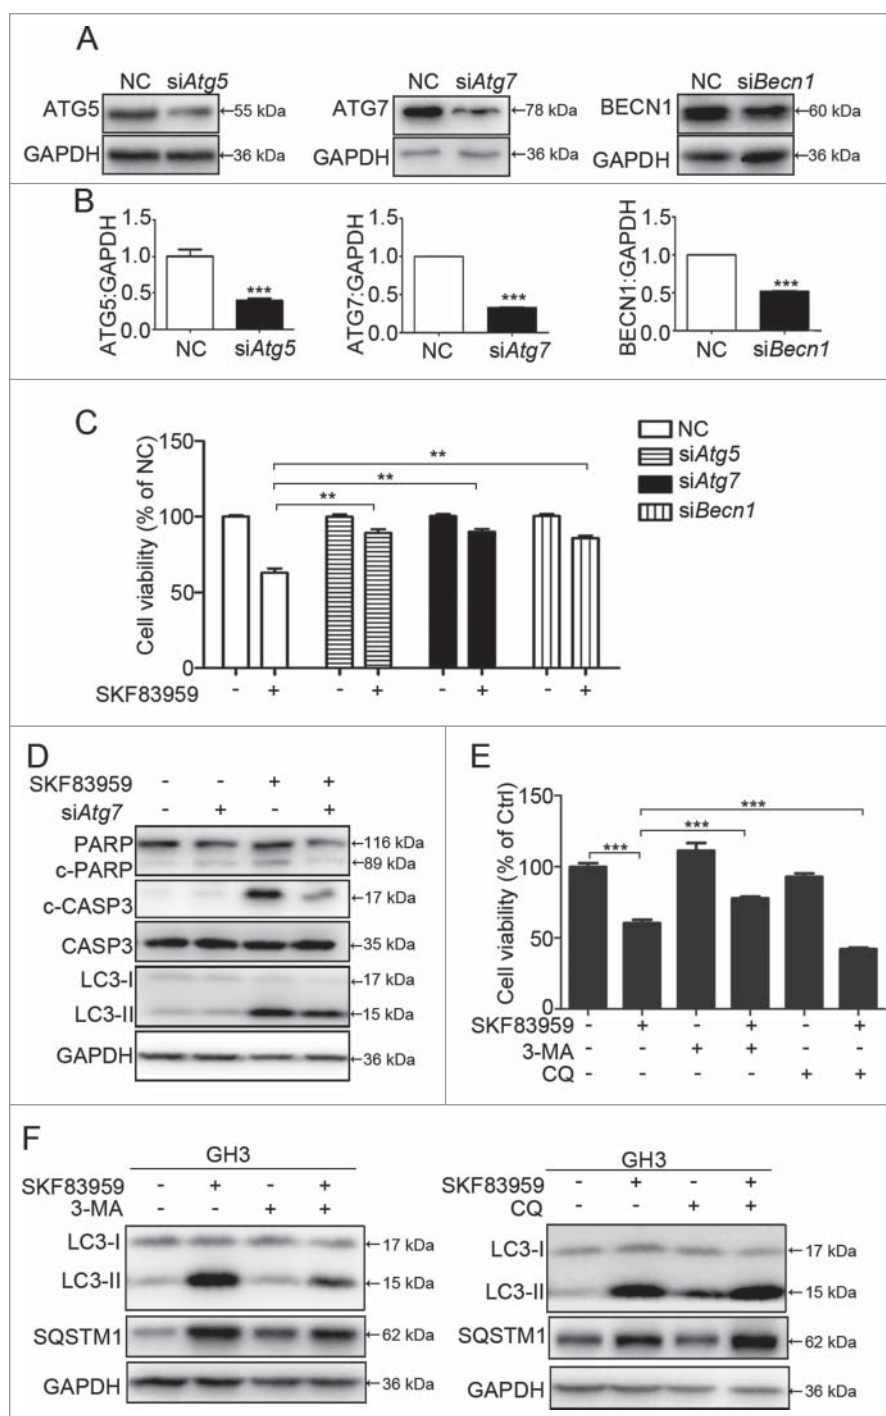 A
NC siAtg5 NC siAtg7 NC siBecn1
ATG5 ←55 kDa ATG7 ←78 kDa BECN1 ←60 kDa
GAPDH ←36 kDa GAPDH ←36 kDa GAPDH ←36 kDa
B
ATG5:GAPDH 1.5 1.0 0.5 0.0 *** NC siAtg5
ATG7:GAPDH 1.5 1.0 0.5 0.0 *** NC siAtg7
BECN1:GAPDH 1.5 1.0 0.5 0.0 *** NC siBecn1
C
Cell viability (% of NC)
150
100
50
0
**
**
**
NC
siAtg5
siAtg7
siBecn1
SKF83959 - + - + - + - +
D
SKF83959 - - + +
siAtg7 - + - +
PARP ←116 kDa
c-PARP ←89 kDa
c-CASP3 ←17 kDa
CASP3 ←35 kDa
LC3-I ←17 kDa
LC3-II ←15 kDa
GAPDH ←36 kDa
E
Cell viability (% of Ctrl)
150
100
50
0
***
***
***
SKF83959 - + - + - +
3-MA - - + + - -
CQ - - - - + +
F
GH3
SKF83959 - + - +
3-MA - - + +
LC3-I ←17 kDa
LC3-II ←15 kDa
SQSTM1 ←62 kDa
GAPDH ←36 kDa
GH3
SKF83959 - + - +
CQ - - + +
LC3-I ←17 kDa
LC3-II ←15 kDa
SQSTM1 ←62 kDa
GAPDH ←36 kDa